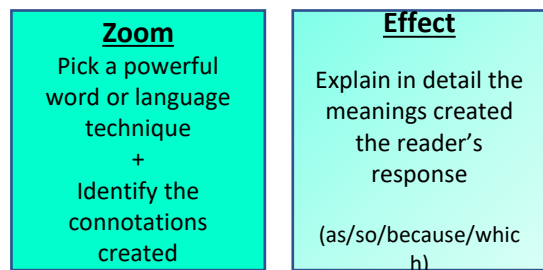 Zoom
Pick a powerful
word or language
technique
+
Identify the
connotations
created
Effect
Explain in detail the
meanings created
the reader's
response
(as/so/because/whic
h)